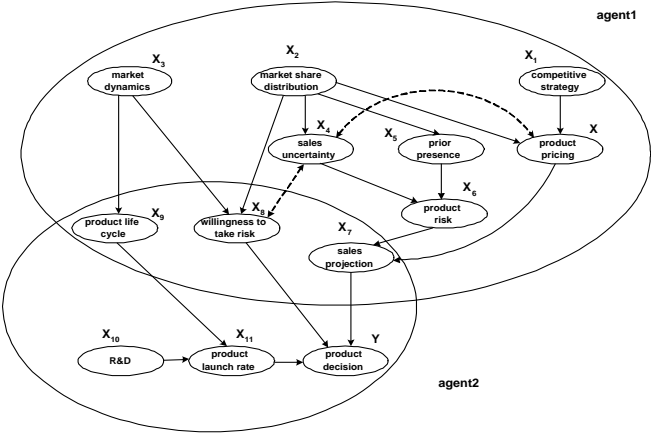 agent1
X3
market
dynamics
X2
market share
distribution
X1
competitive
strategy
X4
sales
uncertainty
X5
prior
presence
X
product
pricing
X6
product
risk
X9
product life
cycle
X8
willingness to
take risk
X7
sales
projection
X10
R&D
X11
product
launch rate
Y
product
decision
agent2